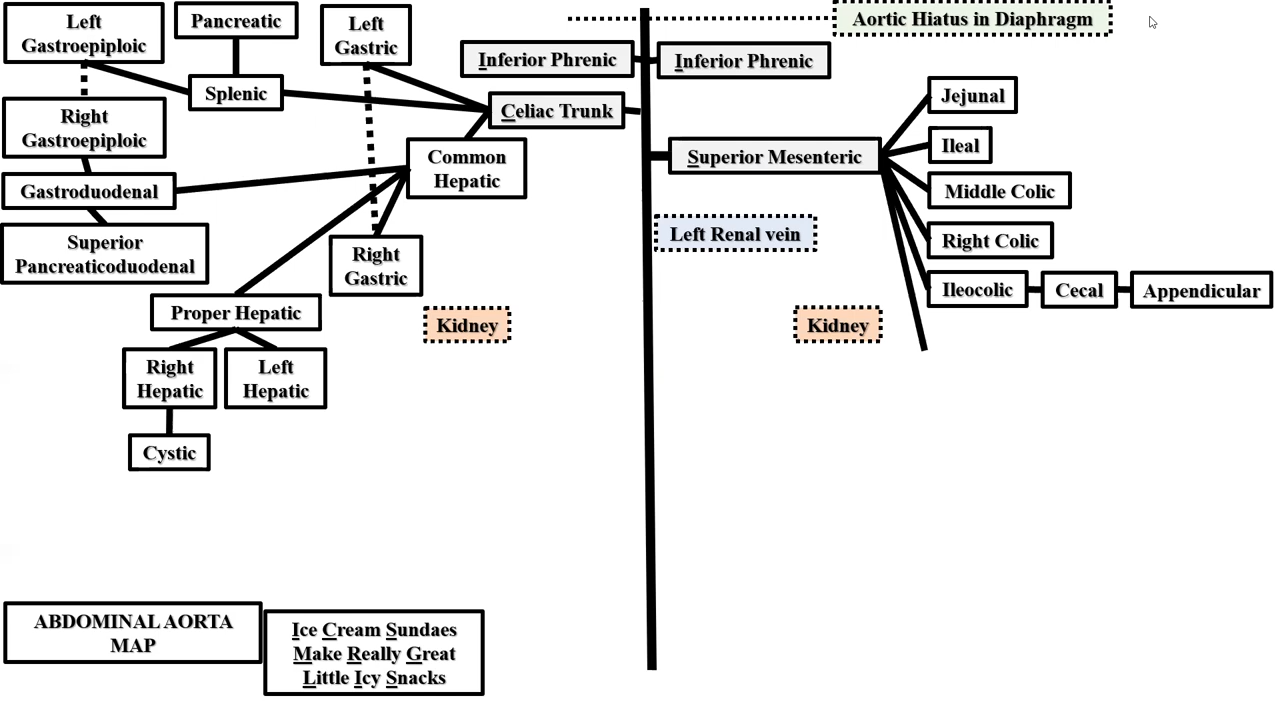 Left
Gastroepiploic
Pancreatic
Left
Gastric
Aortic Hiatus in Diaphragm
Inferior Phrenic
Inferior Phrenic
Splenic
Celiac Trunk
Jejunal
Right
Gastroepiploic
Common
Hepatic
Superior Mesenteric
Ileal
Gastroduodenal
Middle Colic
Superior
Pancreaticoduodenal
Right
Gastric
Left Renal vein
Right Colic
Ileocolic
Cecal
Appendicular
Proper Hepatic
Kidney
Kidney
Right
Hepatic
Left
Hepatic
Cystic
ABDOMINAL AORTA
MAP
Ice Cream Sundaes
Make Really Great
Little Icy Snacks